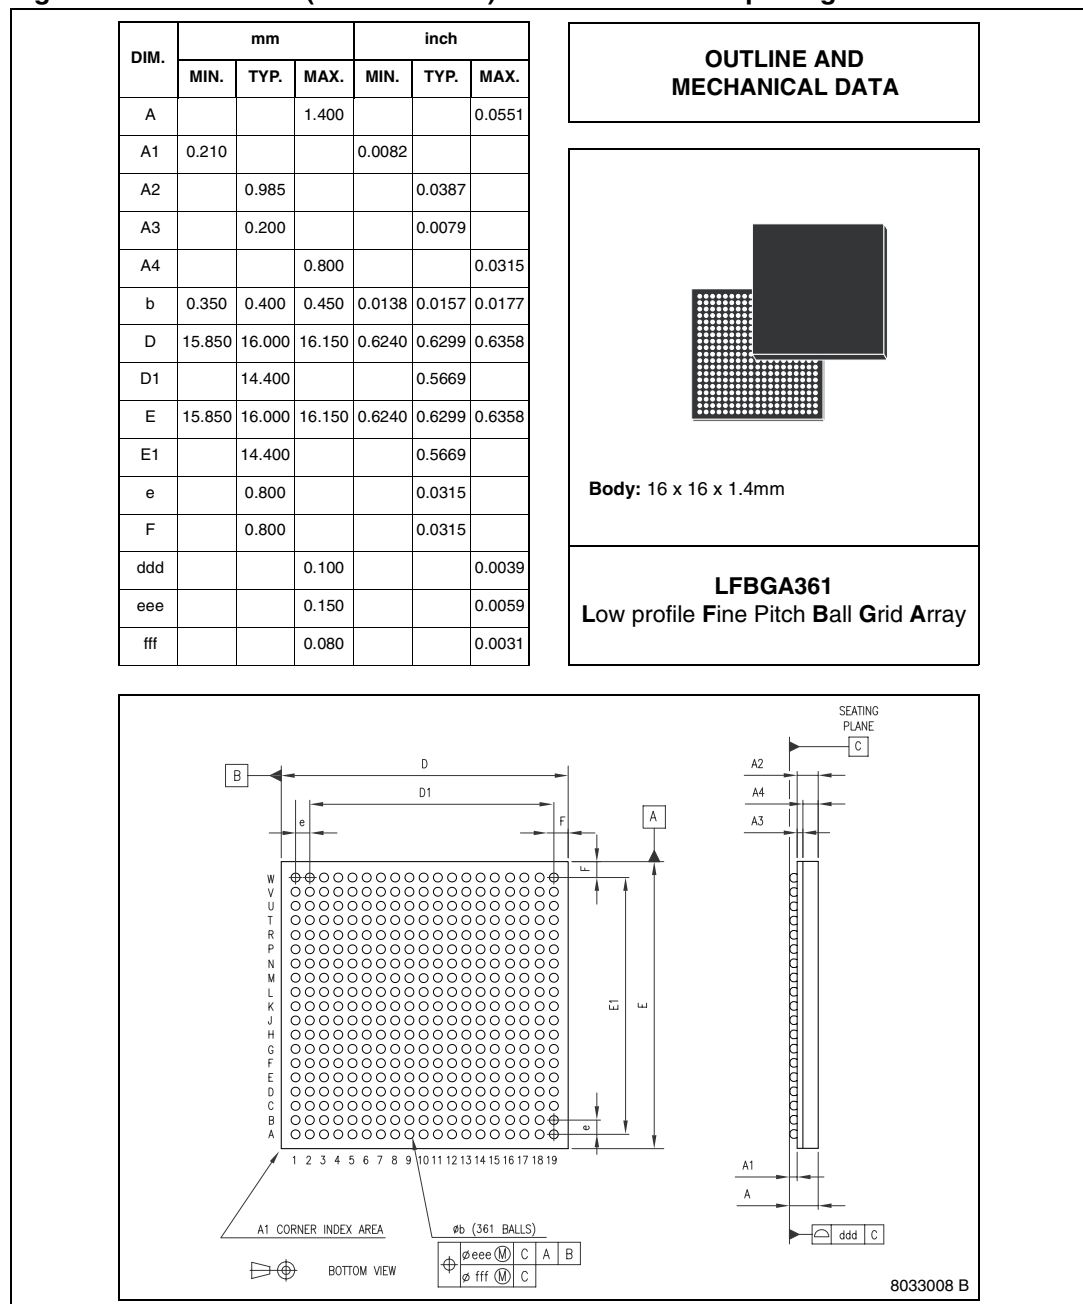 DIM. mm inch
MIN. TYP. MAX. MIN. TYP. MAX.
A 1.400 0.0551
A1 0.210 0.0082
A2 0.985 0.0387
A3 0.200 0.0079
A4 0.800 0.0315
b 0.350 0.400 0.450 0.0138 0.0157 0.0177
D 15.850 16.000 16.150 0.6240 0.6299 0.6358
D1 14.400 0.5669
E 15.850 16.000 16.150 0.6240 0.6299 0.6358
E1 14.400 0.5669
e 0.800 0.0315
F 0.800 0.0315
ddd 0.100 0.0039
eee 0.150 0.0059
fff 0.080 0.0031
OUTLINE AND
MECHANICAL DATA
Body: 16 x 16 x 1.4mm
LFBGA361
Low profile Fine Pitch Ball Grid Array
SEATING
PLANE
C
B
D
D1
e
F
A
F
A2
A4
A3
W
V
U
T
R
P
N
M
L
K
J
H
G
F
E
D
C
B
A
E1
E
e
1 2 3 4 5 6 7 8 9 10 11 12 13 14 15 16 17 18 19
A1
A
A1 CORNER INDEX AREA
øb (361 BALLS)
ø eee M C A B
ø fff M C
ddd C
BOTTOM VIEW
8033008 B